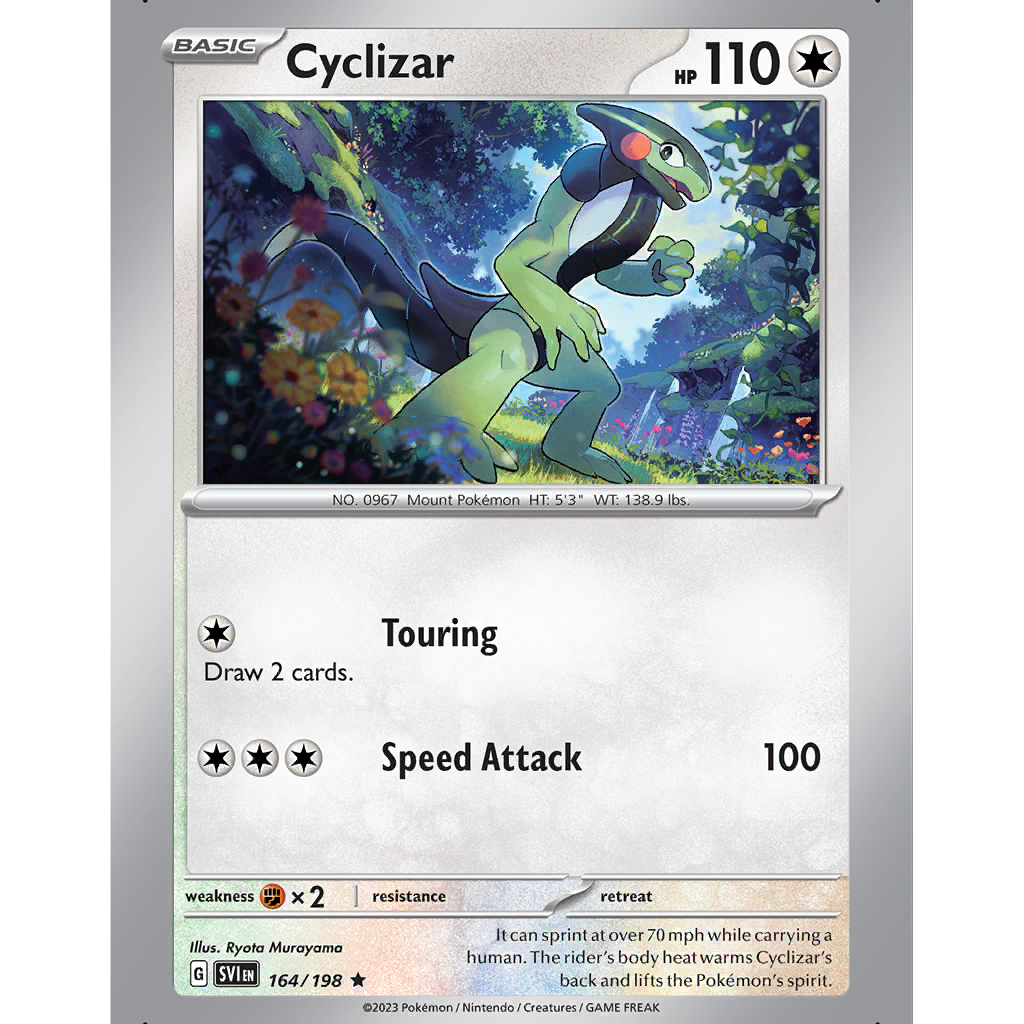 BASIC Cyclizar HP 110
NO. 0967 Mount Pokémon HT: 5'3" WT: 138.9 lbs.
Touring
Draw 2 cards.
Speed Attack 100
weakness ×2 resistance retreat
Illus. Ryota Murayama
It can sprint at over 70 mph while carrying a
human. The rider's body heat warms Cyclizar's
back and lifts the Pokémon's spirit.
G SVI EN 164/198
©2023 Pokémon / Nintendo / Creatures / GAME FREAK